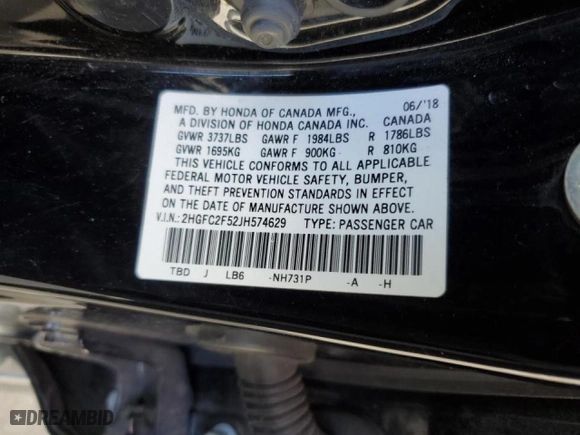 MFD. BY HONDA OF CANADA MFG., 06/'18
A DIVISION OF HONDA CANADA INC. CANADA
GVWR 3737LBS GAWR F 1984LBS R 1786LBS
GVWR 1695KG GAWR F 900KG R 810KG
THIS VEHICLE CONFORMS TO ALL APPLICABLE
FEDERAL MOTOR VEHICLE SAFETY, BUMPER,
AND THEFT PREVENTION STANDARDS IN EFFECT
ON THE DATE OF MANUFACTURE SHOWN ABOVE.
V.I.N.: 2HGFC2F52JH574629 TYPE: PASSENGER CAR
TBD J LB6 -NH731P -A -H
DREAMBID